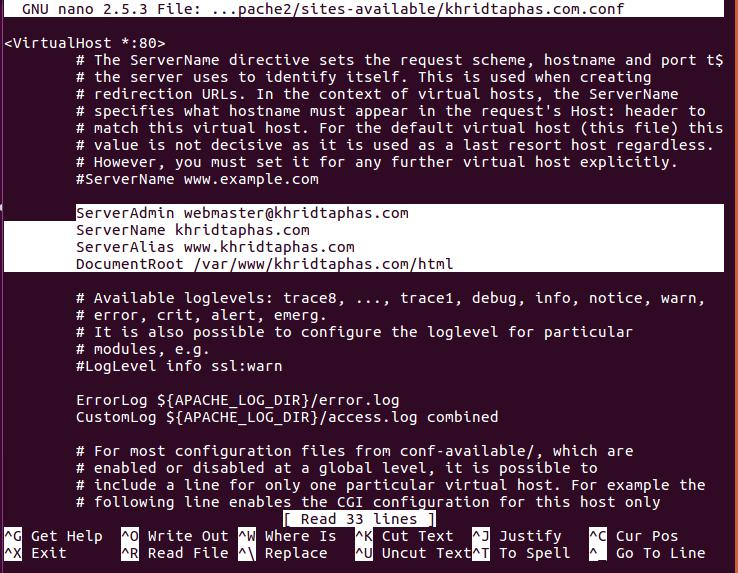 GNU nano 2.5.3 File: ...pache2/sites-available/khridtaphas.com.conf
<VirtualHost *:80>
# The ServerName directive sets the request scheme, hostname and port t$
# the server uses to identify itself. This is used when creating
# redirection URLs. In the context of virtual hosts, the ServerName
# specifies what hostname must appear in the request's Host: header to
# match this virtual host. For the default virtual host (this file) this
# value is not decisive as it is used as a last resort host regardless.
# However, you must set it for any further virtual host explicitly.
#ServerName www.example.com
ServerAdmin webmaster@khridtaphas.com
ServerName khridtaphas.com
ServerAlias www.khridtaphas.com
DocumentRoot /var/www/khridtaphas.com/html
# Available loglevels: trace8, ..., trace1, debug, info, notice, warn,
# error, crit, alert, emerg.
# It is also possible to configure the loglevel for particular
# modules, e.g.
#LogLevel info ssl:warn
ErrorLog ${APACHE_LOG_DIR}/error.log
CustomLog ${APACHE_LOG_DIR}/access.log combined
# For most configuration files from conf-available/, which are
# enabled or disabled at a global level, it is possible to
# include a line for only one particular virtual host. For example the
# following line enables the CGI configuration for this host only
[ Read 33 lines ]
^G Get Help ^O Write Out ^W Where Is ^K Cut Text ^J Justify ^C Cur Pos
^X Exit ^R Read File ^\ Replace ^U Uncut Text ^T To Spell ^_ Go To Line